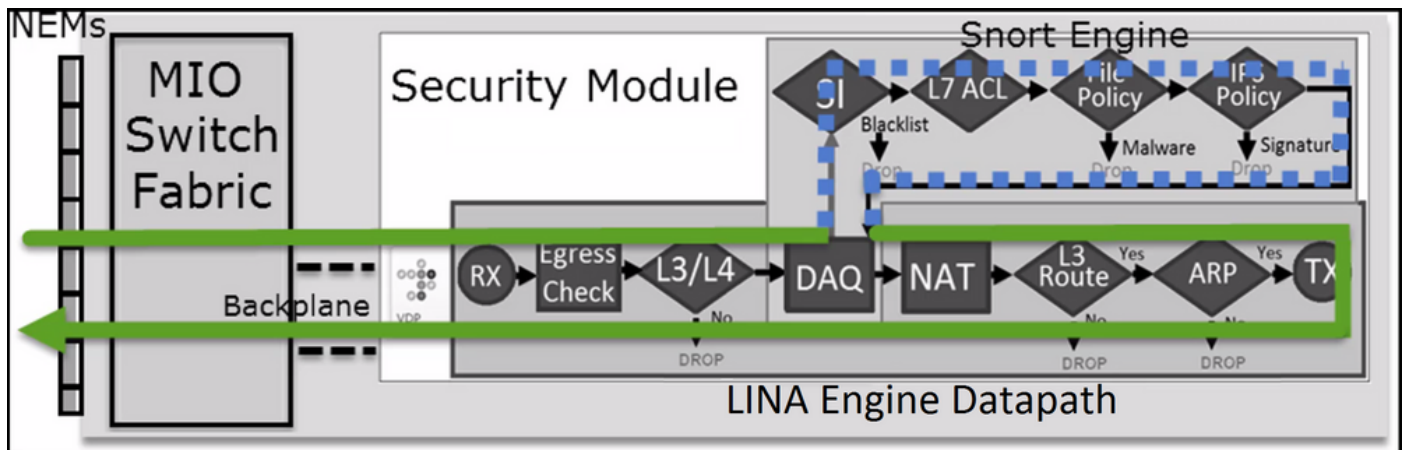 NEMs
MIO
Switch
Fabric
Security Module
Snort Engine
SI
L7 ACL
File
Policy
IPS
Policy
Blacklist
Malware
Signature
Drop
Drop
Drop
RX
Egress
Check
L3/L4
DAQ
NAT
L3
Route
Yes
ARP
Yes
TX
Backplane
VDP
No
No
No
DROP
DROP
DROP
LINA Engine Datapath